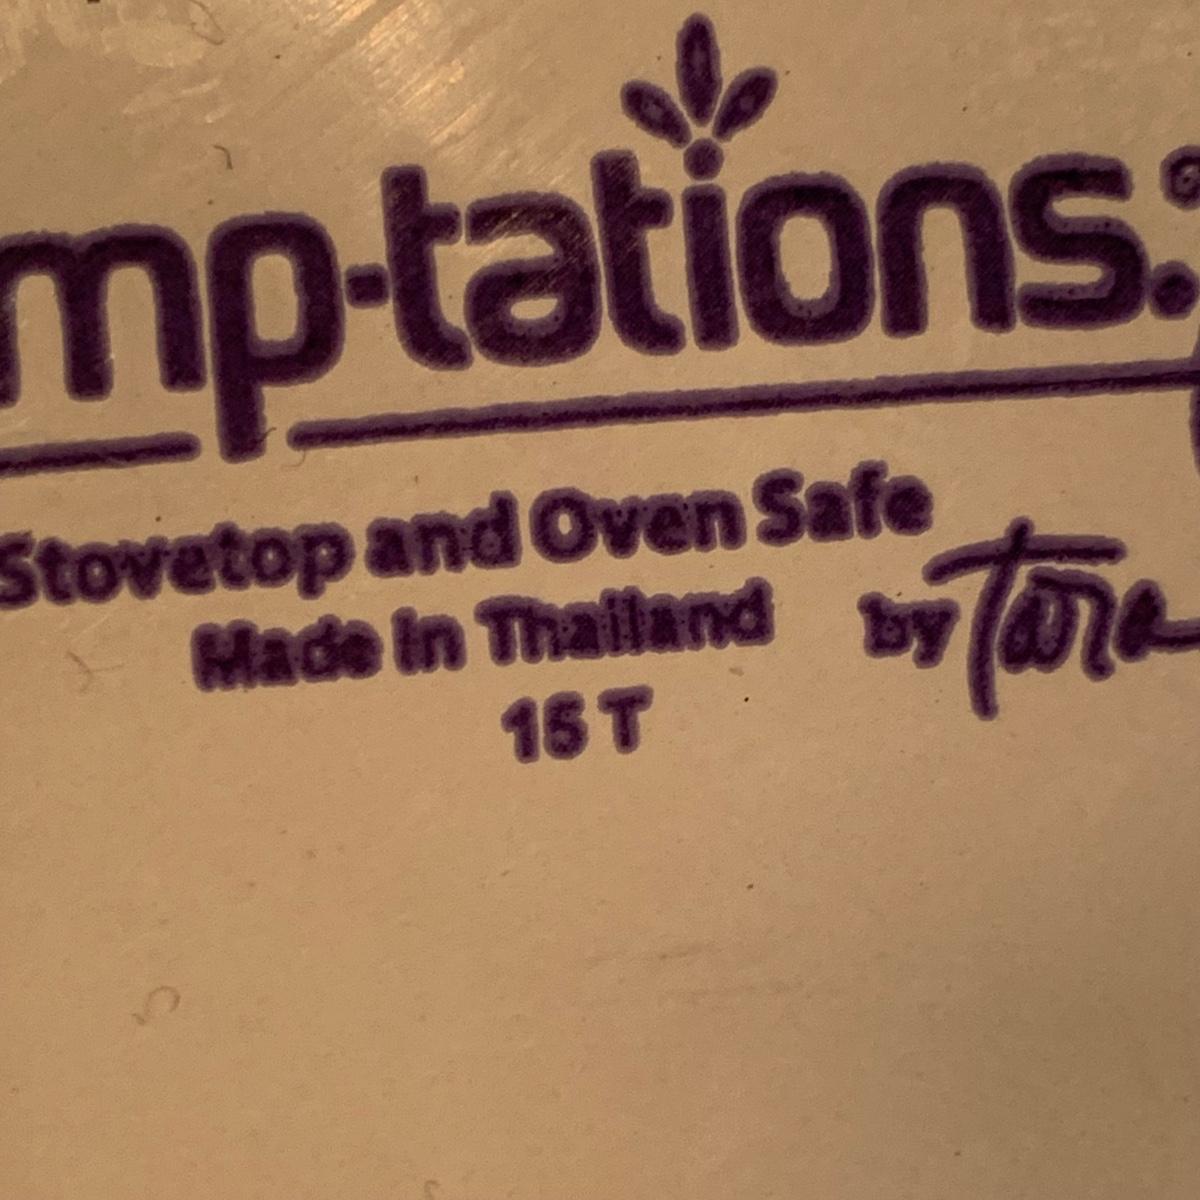 mp-tations.®
Stovetop and Oven Safe
Made in Thailand
by Tara
15 T